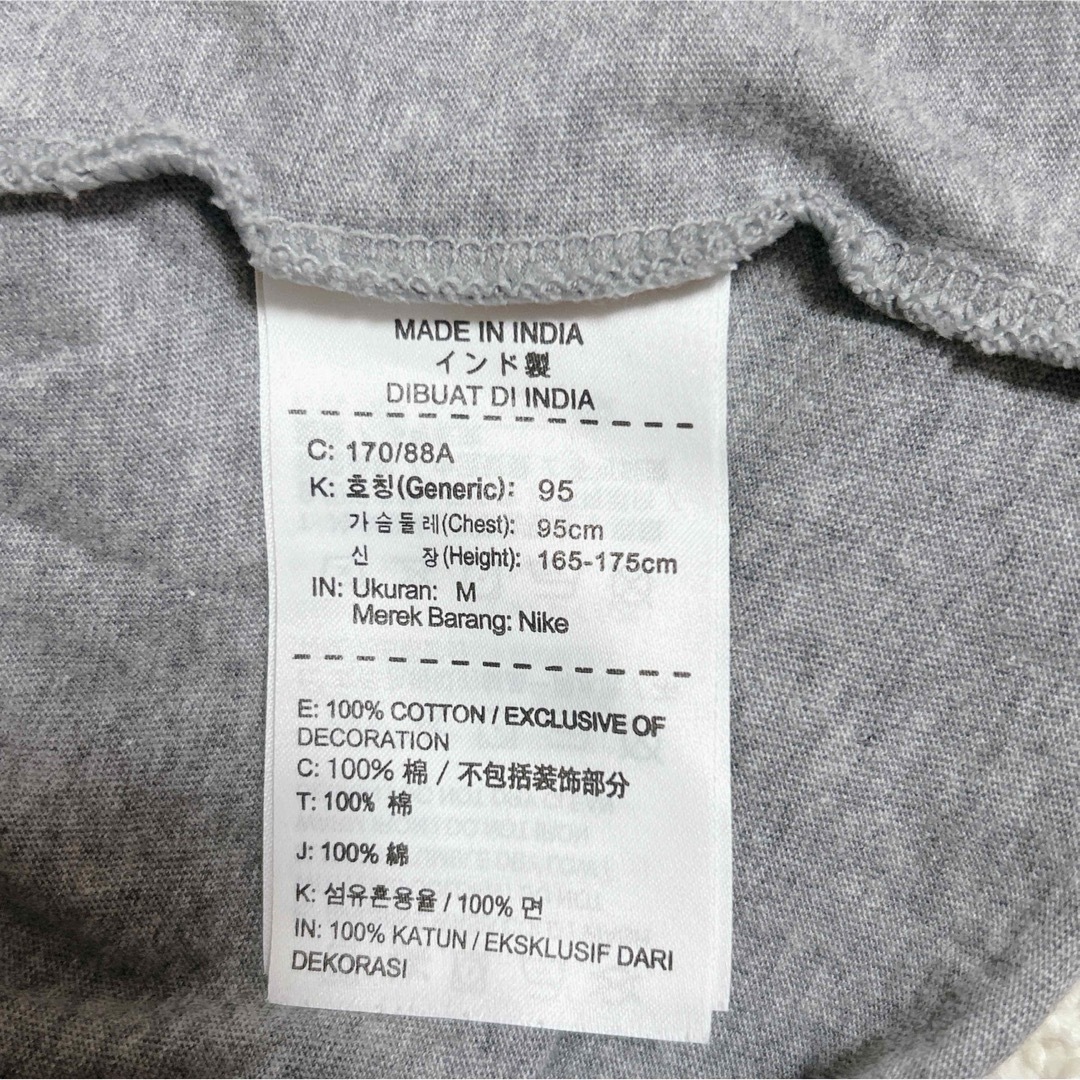 MADE IN INDIA
インド製
DIBUAT DI INDIA
C: 170/88A
K: 호칭(Generic): 95
가슴둘레(Chest): 95cm
신 장(Height): 165-175cm
IN: Ukuran: M
Merek Barang: Nike
E: 100% COTTON / EXCLUSIVE OF
DECORATION
C: 100% 棉 / 不包括装饰部分
T: 100% 棉
J: 100% 綿
K: 섬유혼용율 / 100% 면
IN: 100% KATUN / EKSKLUSIF DARI
DEKORASI